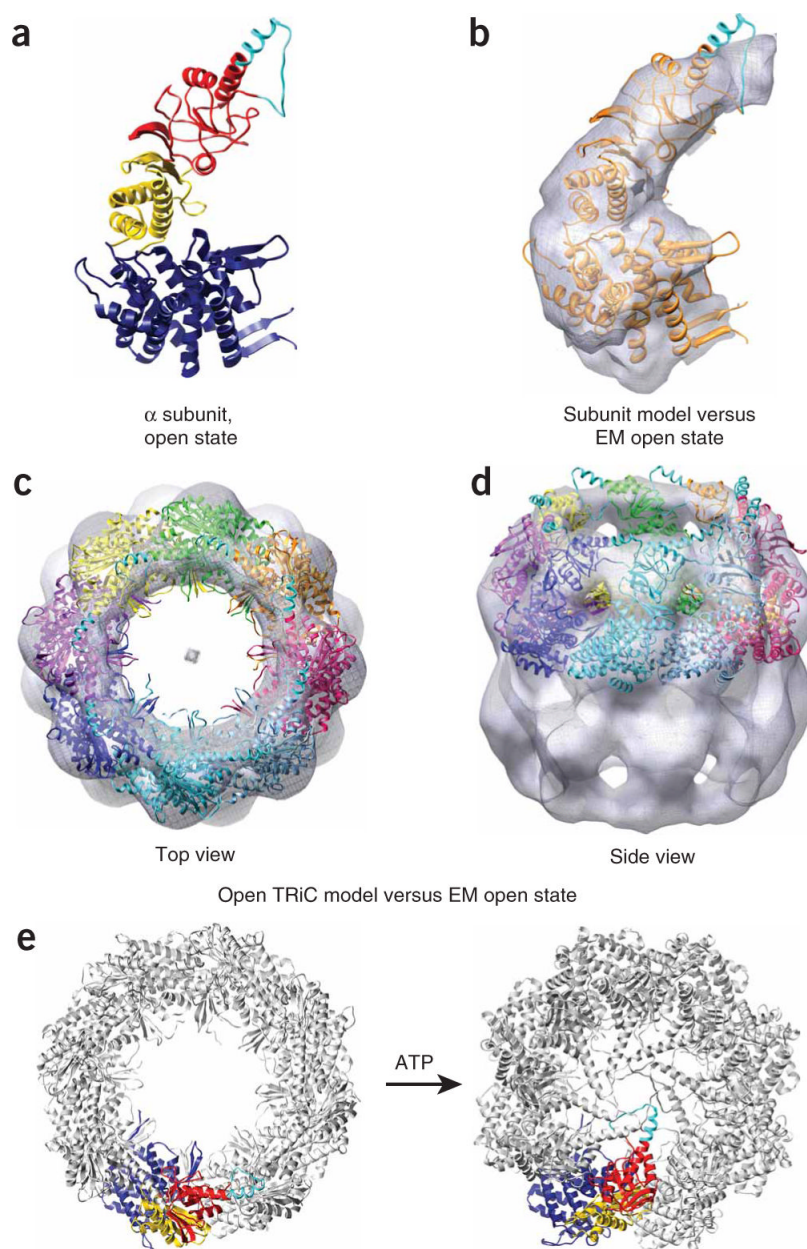 a
b
α subunit,
open state
Subunit model versus
EM open state
c
d
Top view
Side view
Open TRiC model versus EM open state
e
ATP